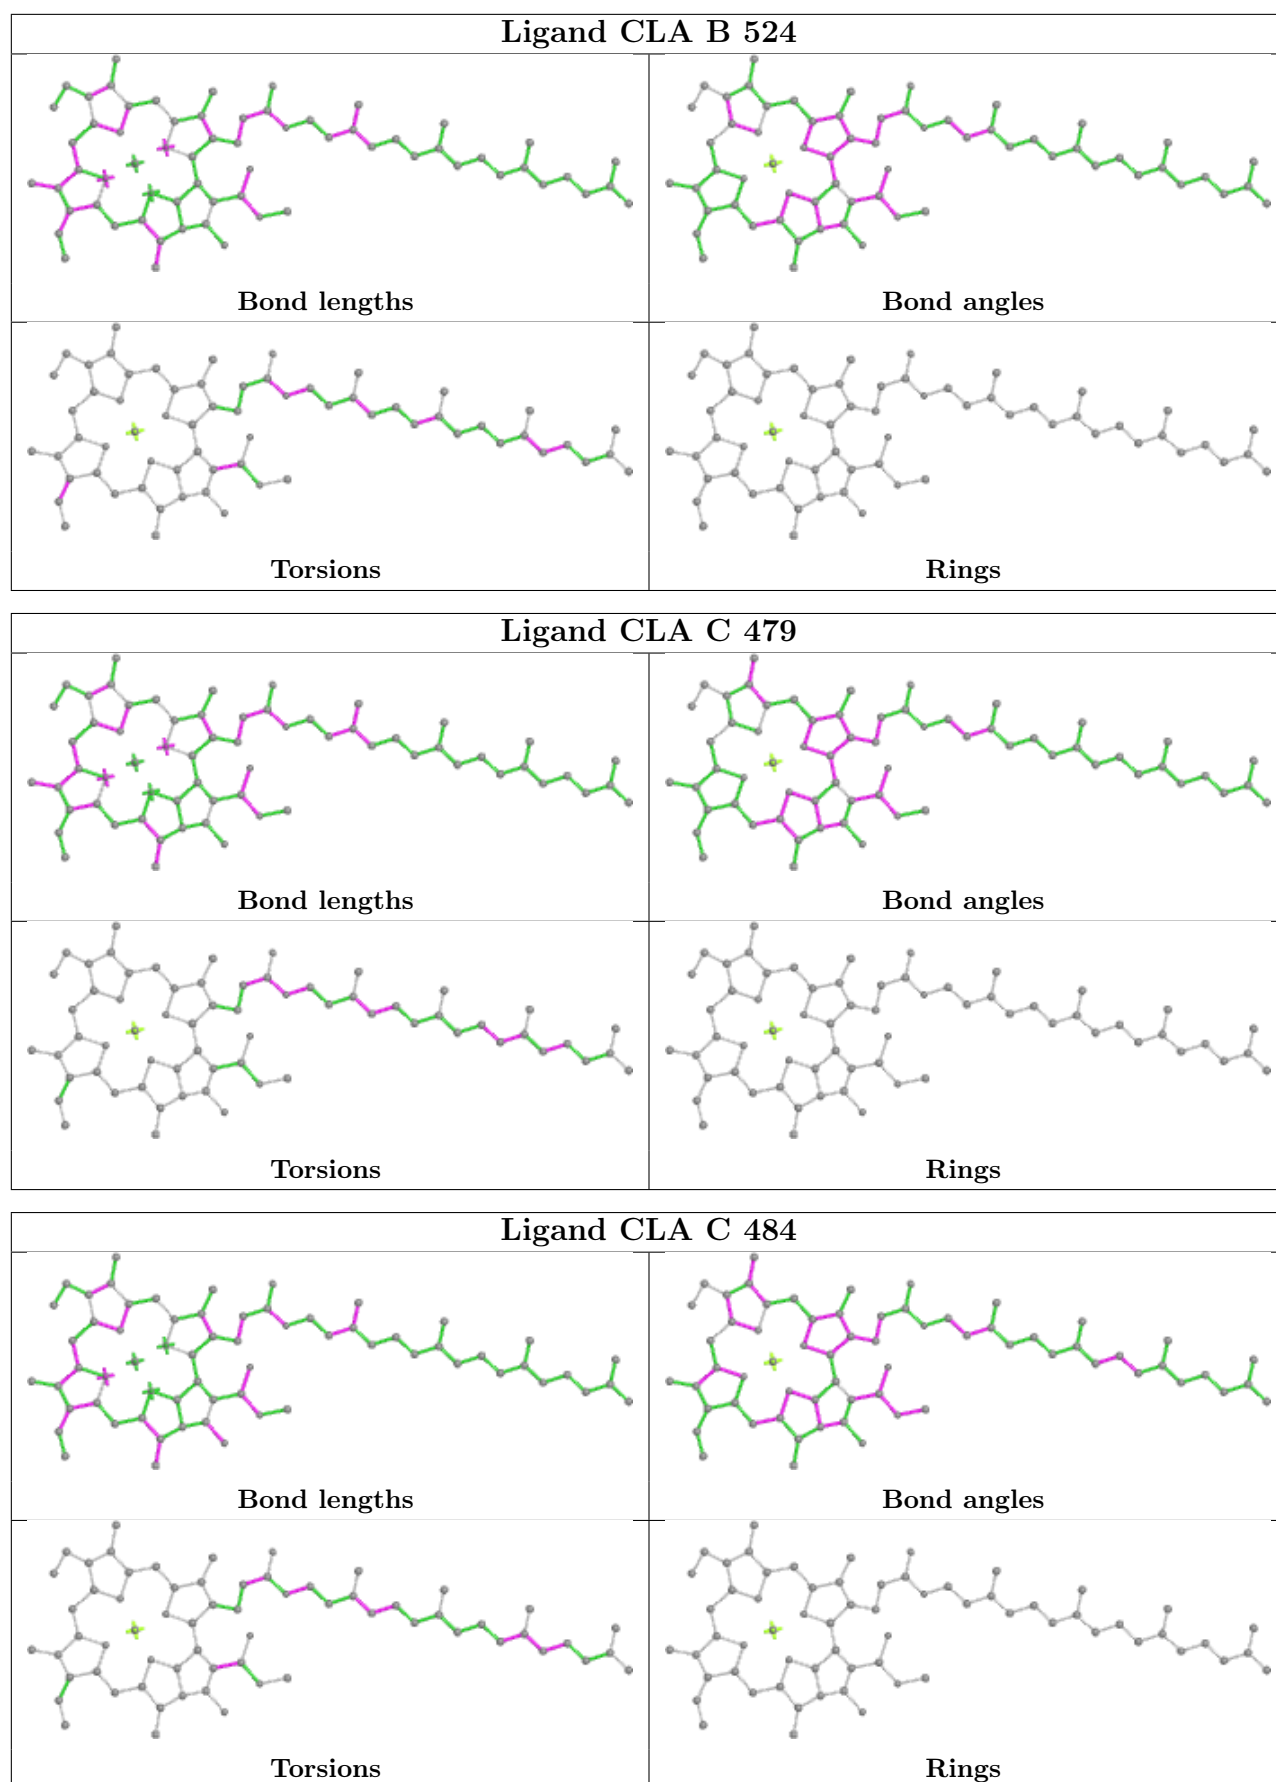 Ligand CLA B 524
Bond lengths
Bond angles
Torsions
Rings
Ligand CLA C 479
Bond lengths
Bond angles
Torsions
Rings
Ligand CLA C 484
Bond lengths
Bond angles
Torsions
Rings